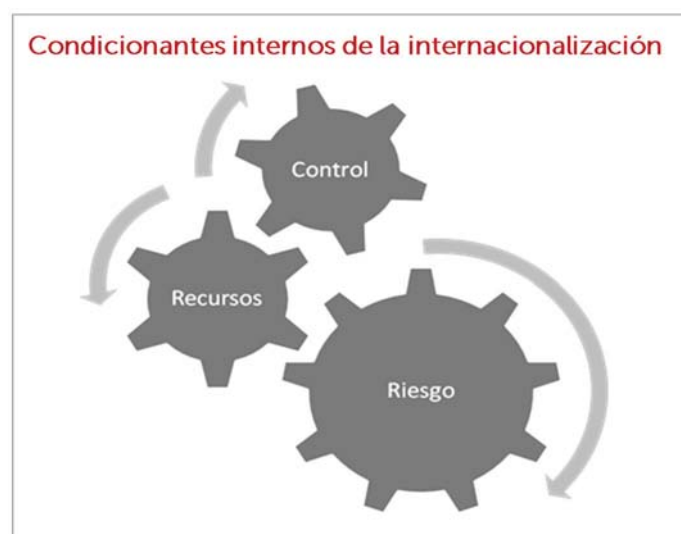 Condicionantes internos de la internacionalización
Control
Recursos
Riesgo